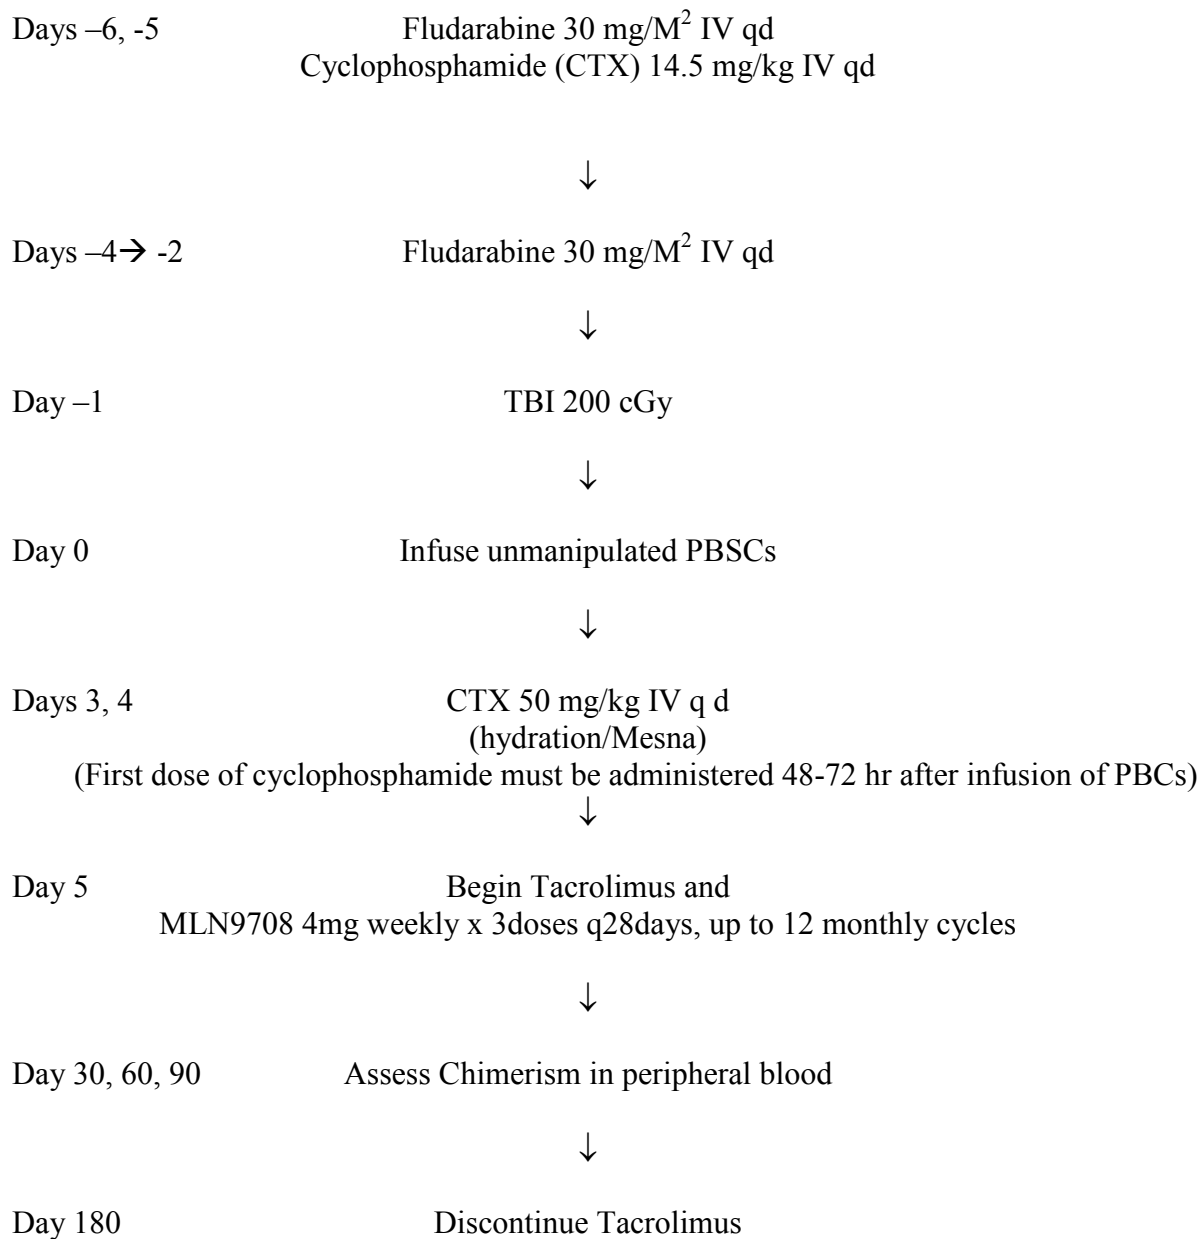 Days –6, -5 Fludarabine 30 mg/M² IV qd
Cyclophosphamide (CTX) 14.5 mg/kg IV qd
↓
Days –4→ -2 Fludarabine 30 mg/M² IV qd
↓
Day –1 TBI 200 cGy
↓
Day 0 Infuse unmanipulated PBSCs
↓
Days 3, 4 CTX 50 mg/kg IV q d
(hydration/Mesna)
(First dose of cyclophosphamide must be administered 48-72 hr after infusion of PBCs)
↓
Day 5 Begin Tacrolimus and
MLN9708 4mg weekly x 3doses q28days, up to 12 monthly cycles
↓
Day 30, 60, 90 Assess Chimerism in peripheral blood
↓
Day 180 Discontinue Tacrolimus